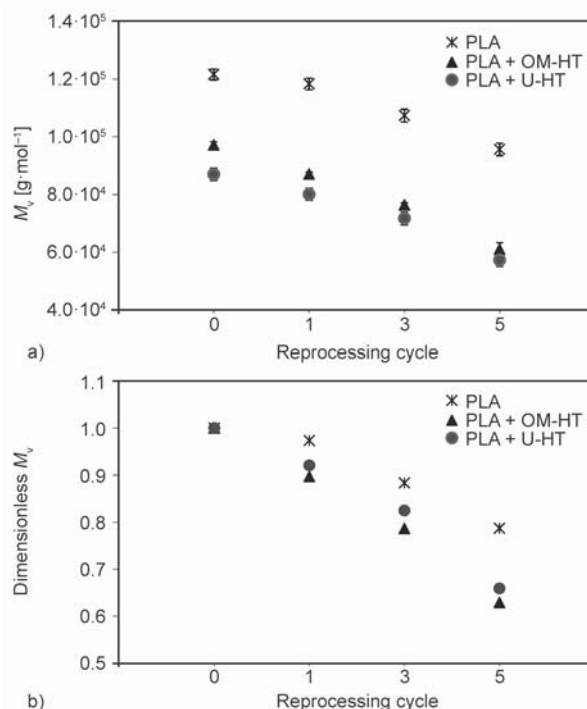 1.4·10⁵
PLA
PLA + OM-HT
PLA + U-HT
1.2·10⁵
1.0·10⁵
8.0·10⁴
6.0·10⁴
4.0·10⁴
Mᵥ [g·mol⁻¹]
0 1 3 5
a) Reprocessing cycle
1.1
PLA
PLA + OM-HT
PLA + U-HT
1.0
0.9
0.8
0.7
0.6
0.5
Dimensionless Mᵥ
0 1 3 5
b) Reprocessing cycle